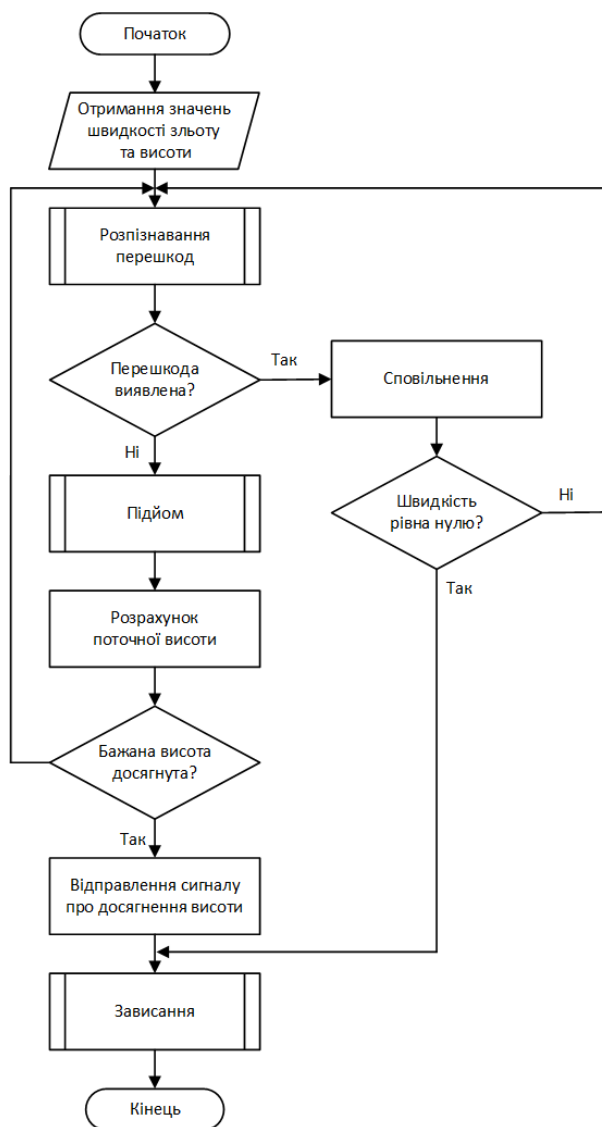 Початок
Отримання значень
швидкості зльоту
та висоти
Розпізнавання
перешкод
Перешкода
виявлена?
Так
Сповільнення
Ні
Швидкість
рівна нулю?
Ні
Підйом
Так
Розрахунок
поточної висоти
Бажана висота
досягнута?
Так
Відправлення сигналу
про досягнення висоти
Зависання
Кінець